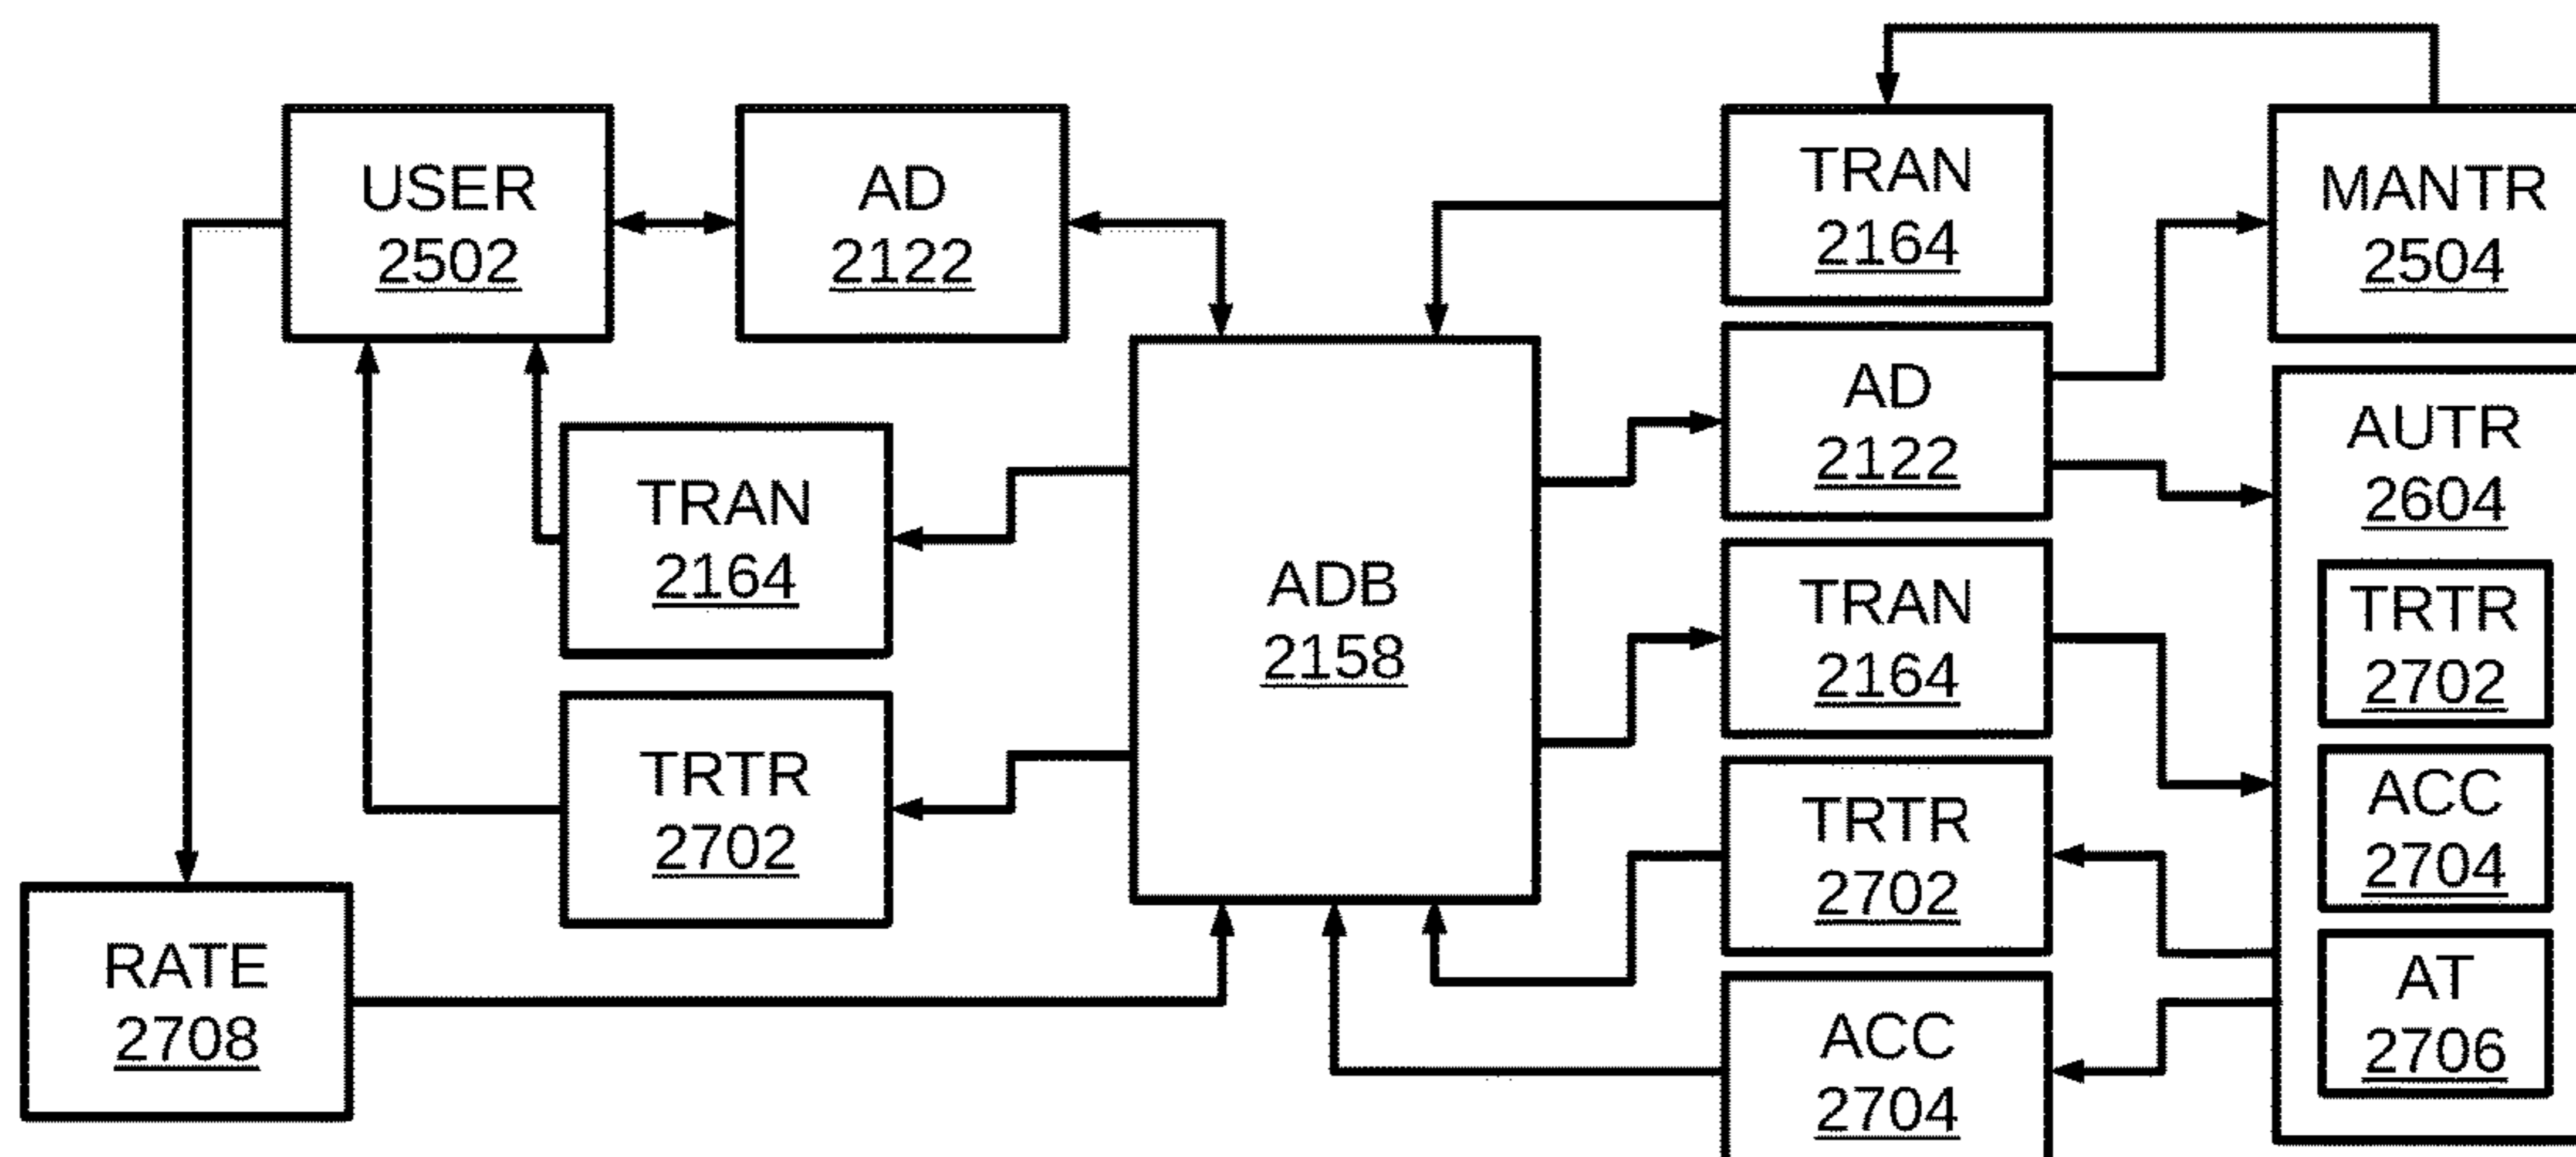 USER
2502
AD
2122
TRAN
2164
MANTR
2504
AD
2122
AUTR
2604
TRAN
2164
ADB
2158
TRAN
2164
TRTR
2702
TRTR
2702
TRTR
2702
ACC
2704
RATE
2708
ACC
2704
AT
2706